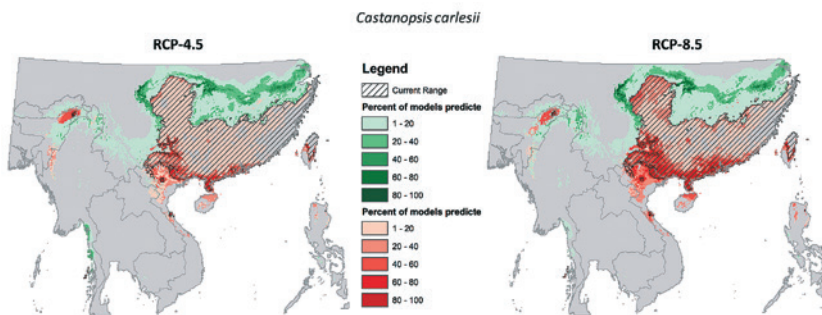 Castanopsis carlesii
RCP-4.5
RCP-8.5
Legend
Current Range
Percent of models predicte
1 - 20
20 - 40
40 - 60
60 - 80
80 - 100
Percent of models predicte
1 - 20
20 - 40
40 - 60
60 - 80
80 - 100